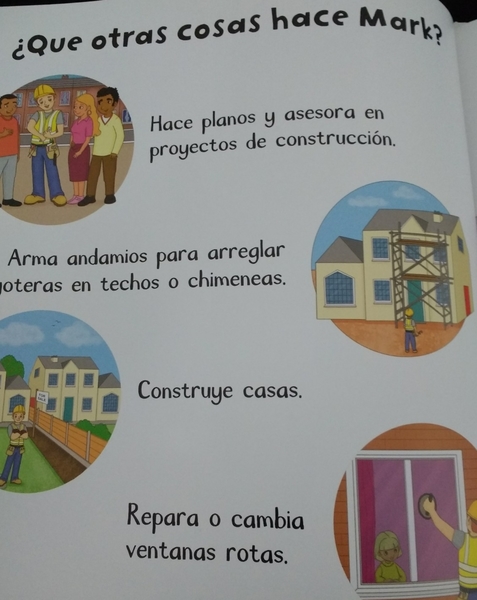 ¿Que otras cosas hace Mark?
Hace planos y asesora en
proyectos de construcción.
Arma andamios para arreglar
goteras en techos o chimeneas.
Construye casas.
Repara o cambia
ventanas rotas.